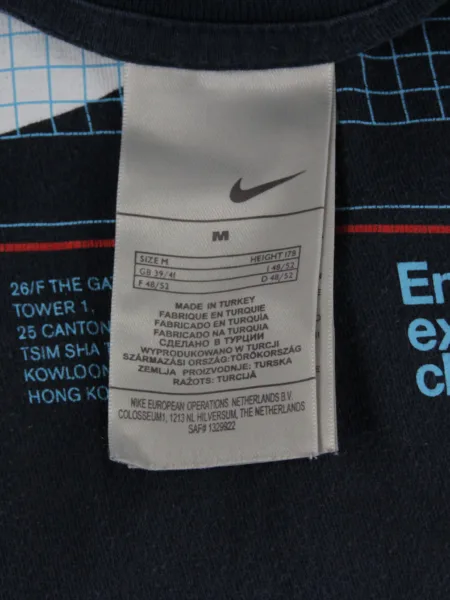 M
SIZE M HEIGHT 178
GB 39/41 I 48/52
F 48/52 D 48/52
MADE IN TURKEY
FABRIQUE EN TURQUIE
FABRICADO EN TURQUÍA
FABRICADO NA TURQUIA
СДЕЛАНО В ТУРЦИИ
WYPRODUKOWANO W TURCJI
SZÁRMAZÁSI ORSZÁG:TÖRÖKORSZÁG
ZEMLJA PROIZVODNJE: TURSKA
RAŽOTS: TURCIJĀ
NIKE EUROPEAN OPERATIONS NETHERLANDS B.V.
COLOSSEUM1, 1213 NL HILVERSUM, THE NETHERLANDS
SAF# 1329922
26/F THE GA
TOWER 1,
25 CANTON
TSIM SHA T
KOWLOON
HONG KO
En
ex
ch